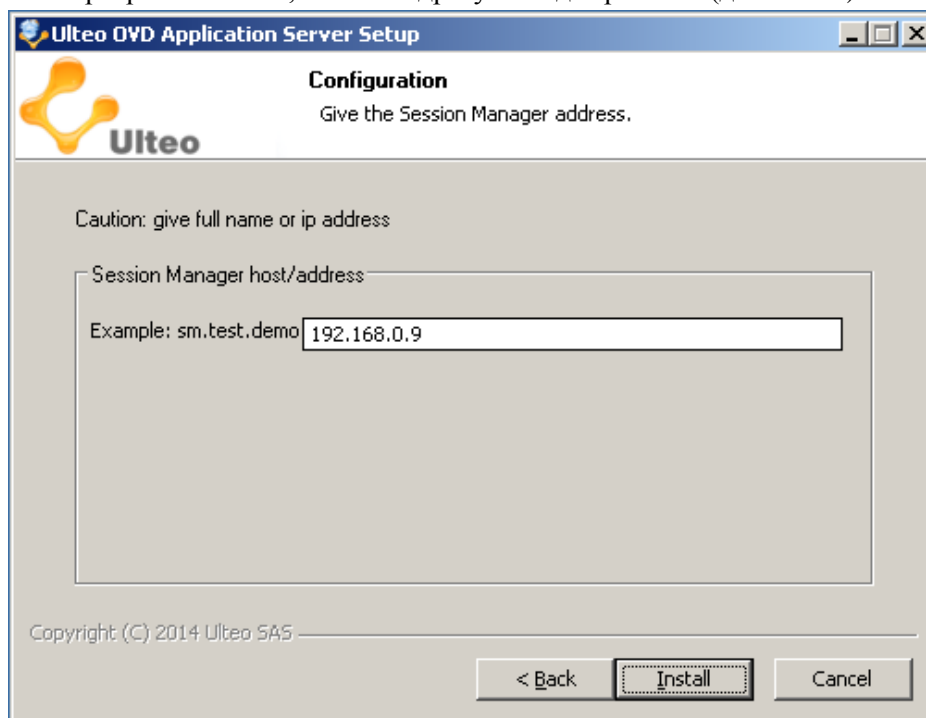 Ulteo OVD Application Server Setup
Configuration
Give the Session Manager address.
Ulteo
Caution: give full name or ip address
Session Manager host/address
Example: sm.test.demo 192.168.0.9
Copyright (C) 2014 Ulteo SAS
< Back Install Cancel